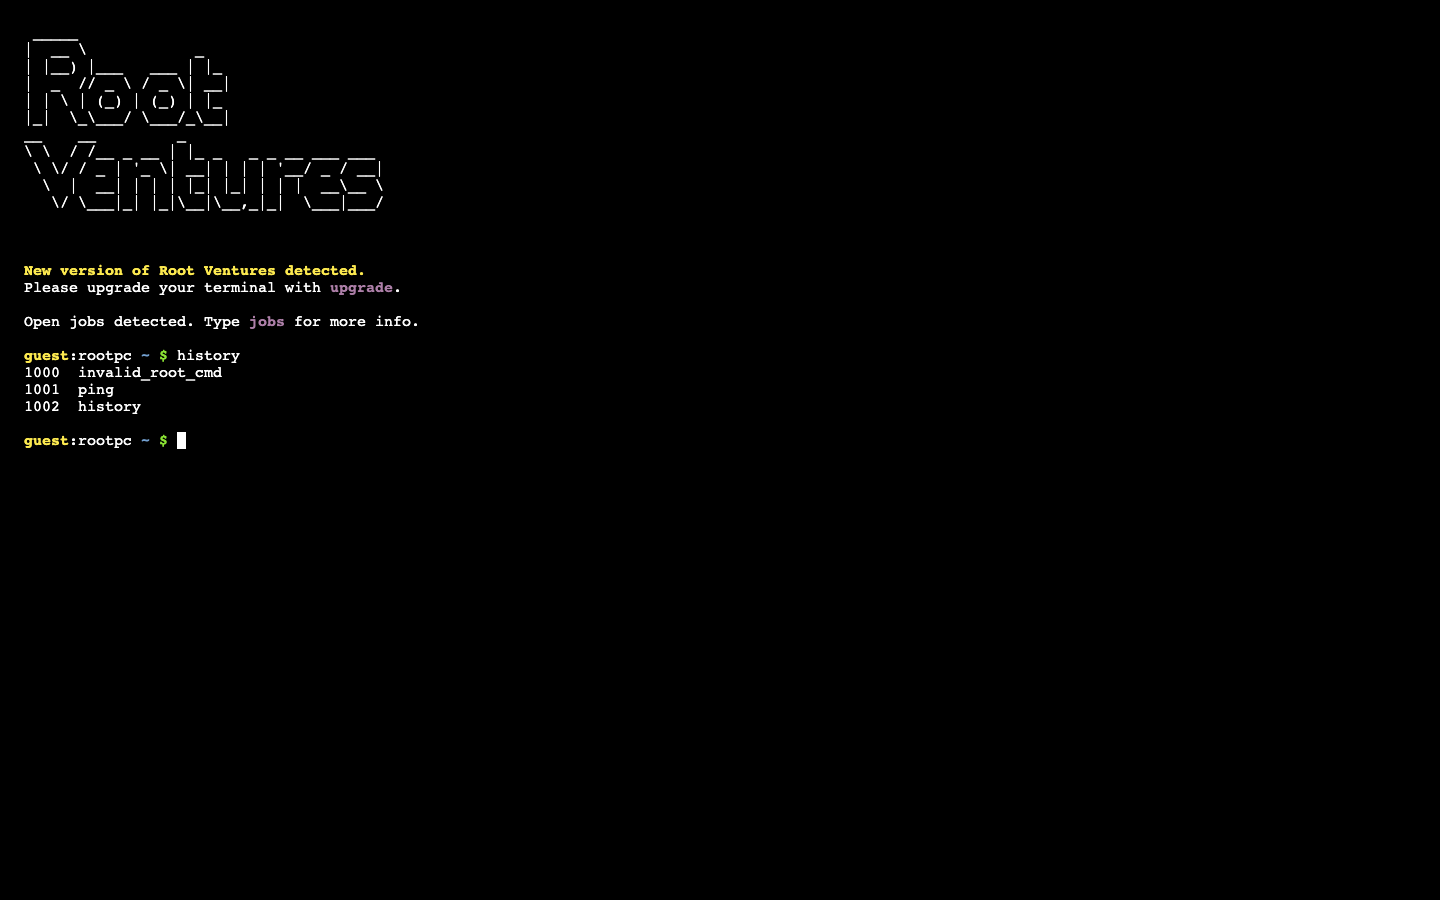 Root
Ventures
New version of Root Ventures detected.
Please upgrade your terminal with upgrade.
Open jobs detected. Type jobs for more info.
guest:rootpc ~ $ history
1000  invalid_root_cmd
1001  ping
1002  history
guest:rootpc ~ $